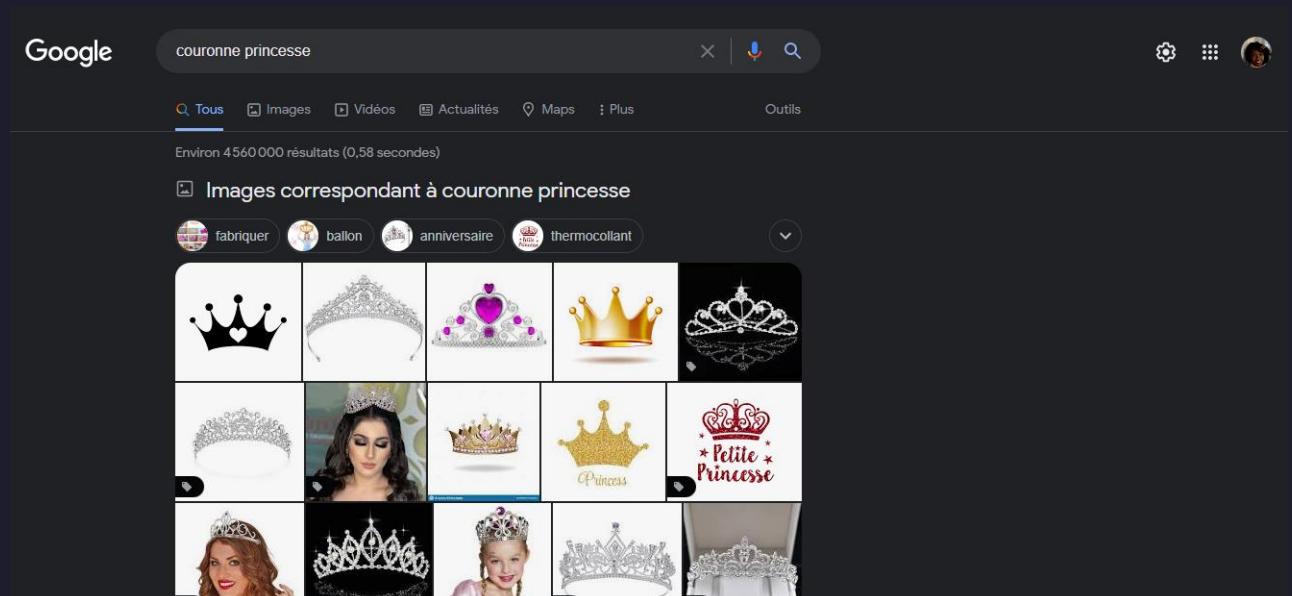 Google
couronne princesse
Tous Images Vidéos Actualités Maps Plus Outils
Environ 4 560 000 résultats (0,58 secondes)
Images correspondant à couronne princesse
fabriquer ballon anniversaire thermocollant
Princess
Petite
Princesse